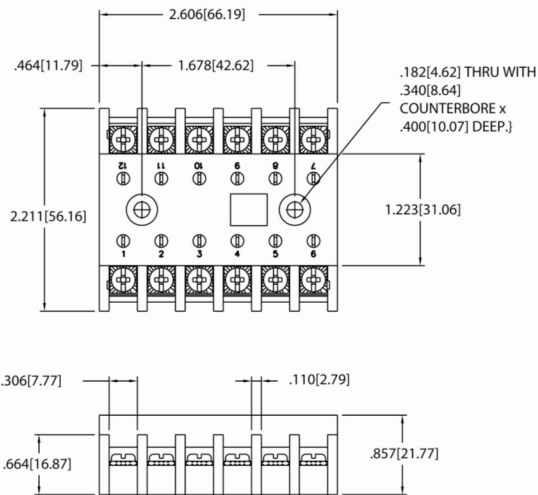 2.606[66.19]
.464[11.79]
1.678[42.62]
.182[4.62] THRU WITH
.340[8.64]
COUNTERBORE x
.400[10.07] DEEP.}
12 11 10 9 8 7
2.211[56.16]
1.223[31.06]
1 2 3 4 5 6
.306[7.77]
.110[2.79]
.664[16.87]
.857[21.77]